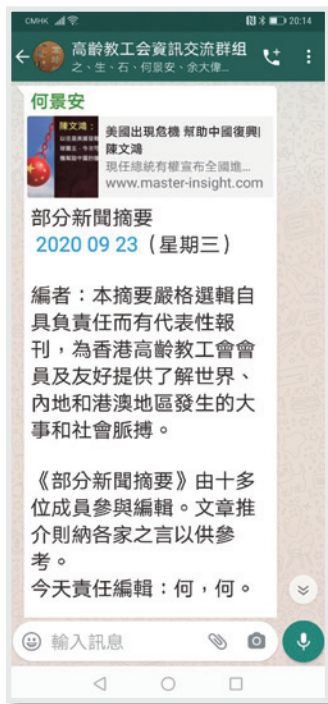 CMHK 20:14
高齡教工会資訊交流群组
之、生、石、何景安、余大偉...
何景安
陳文鴻：
美國出現危機 幫助中國復興|
陳文鴻
現任總統有權宣布全國進...
www.master-insight.com
部分新聞摘要
2020 09 23（星期三）
編者：本摘要嚴格選輯自
具負責任而有代表性報
刊，為香港高齡教工會會
員及友好提供了解世界、
內地和港澳地區發生的大
事和社會脈搏。
《部分新聞摘要》由十多
位成員參與編輯。文章推
介則納各家之言以供參
考。
今天責任編輯：何，何。
輸入訊息